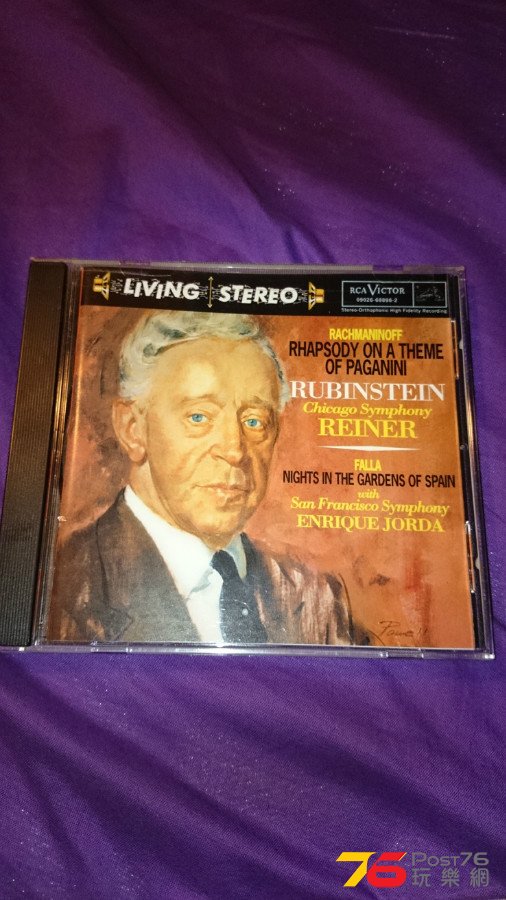 LIVING STEREO
RCA VICTOR
09026-68886-2
Stereo-Orthophonic High Fidelity Recording
RACHMANINOFF
RHAPSODY ON A THEME
OF PAGANINI
RUBINSTEIN
Chicago Symphony
REINER
FALLA
NIGHTS IN THE GARDENS OF SPAIN
with
San Francisco Symphony
ENRIQUE JORDA
76 POST76
玩樂網